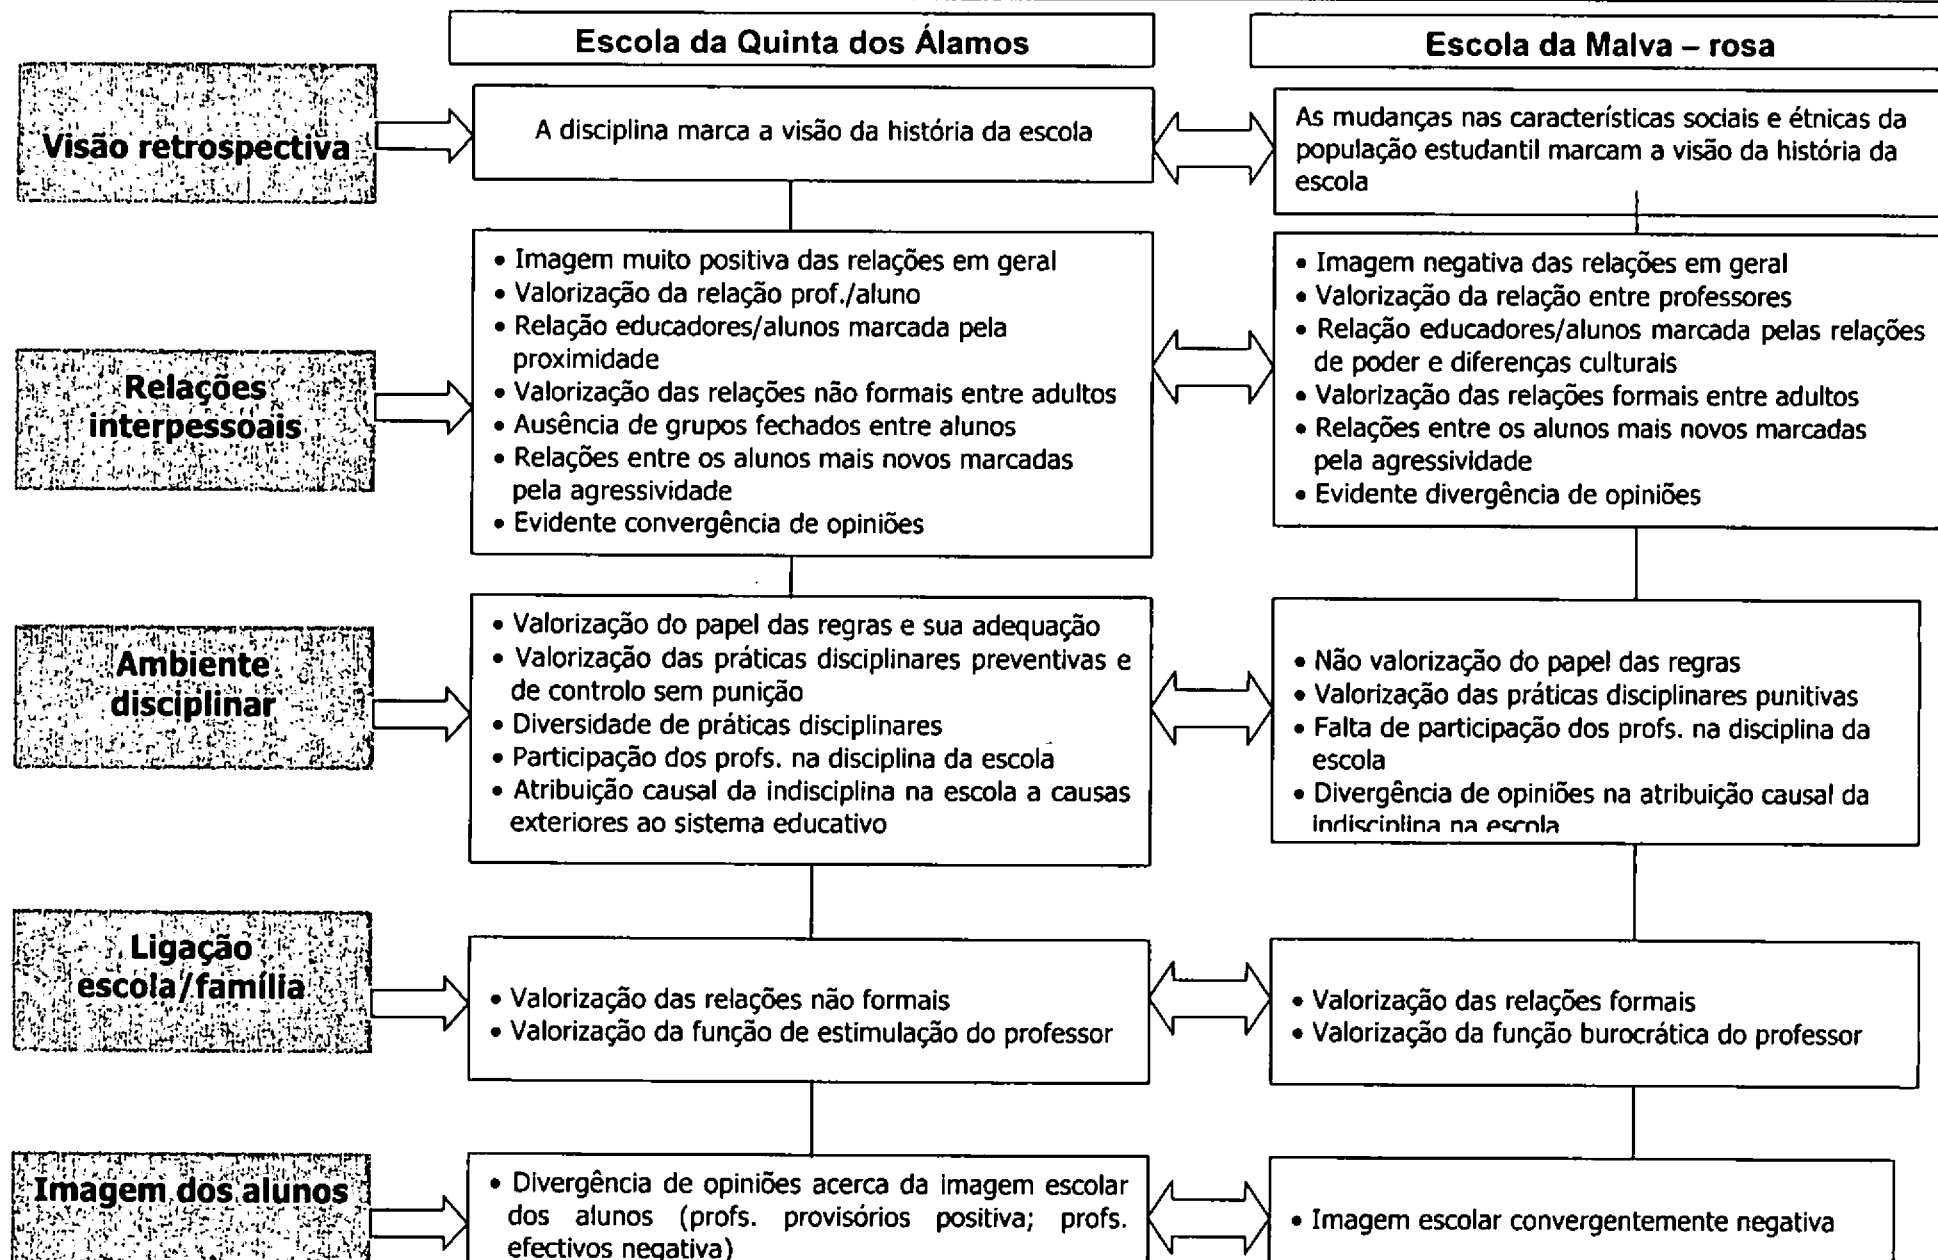 Escola da Quinta dos Álamos
Escola da Malva – rosa
Visão retrospectiva
A disciplina marca a visão da história da escola
As mudanças nas características sociais e étnicas da
população estudantil marcam a visão da história da
escola
Relações
interpessoais
• Imagem muito positiva das relações em geral
• Valorização da relação prof./aluno
• Relação educadores/alunos marcada pela
proximidade
• Valorização das relações não formais entre adultos
• Ausência de grupos fechados entre alunos
• Relações entre os alunos mais novos marcadas
pela agressividade
• Evidente convergência de opiniões
• Imagem negativa das relações em geral
• Valorização da relação entre professores
• Relação educadores/alunos marcada pelas relações
de poder e diferenças culturais
• Valorização das relações formais entre adultos
• Relações entre os alunos mais novos marcadas
pela agressividade
• Evidente divergência de opiniões
Ambiente
disciplinar
• Valorização do papel das regras e sua adequação
• Valorização das práticas disciplinares preventivas e
de controlo sem punição
• Diversidade de práticas disciplinares
• Participação dos profs. na disciplina da escola
• Atribuição causal da indisciplina na escola a causas
exteriores ao sistema educativo
• Não valorização do papel das regras
• Valorização das práticas disciplinares punitivas
• Falta de participação dos profs. na disciplina da
escola
• Divergência de opiniões na atribuição causal da
indisciplina na escola
Ligação
escola/família
• Valorização das relações não formais
• Valorização da função de estimulação do professor
• Valorização das relações formais
• Valorização da função burocrática do professor
Imagem dos alunos
• Divergência de opiniões acerca da imagem escolar
dos alunos (profs. provisórios positiva; profs.
efectivos negativa)
• Imagem escolar convergentemente negativa